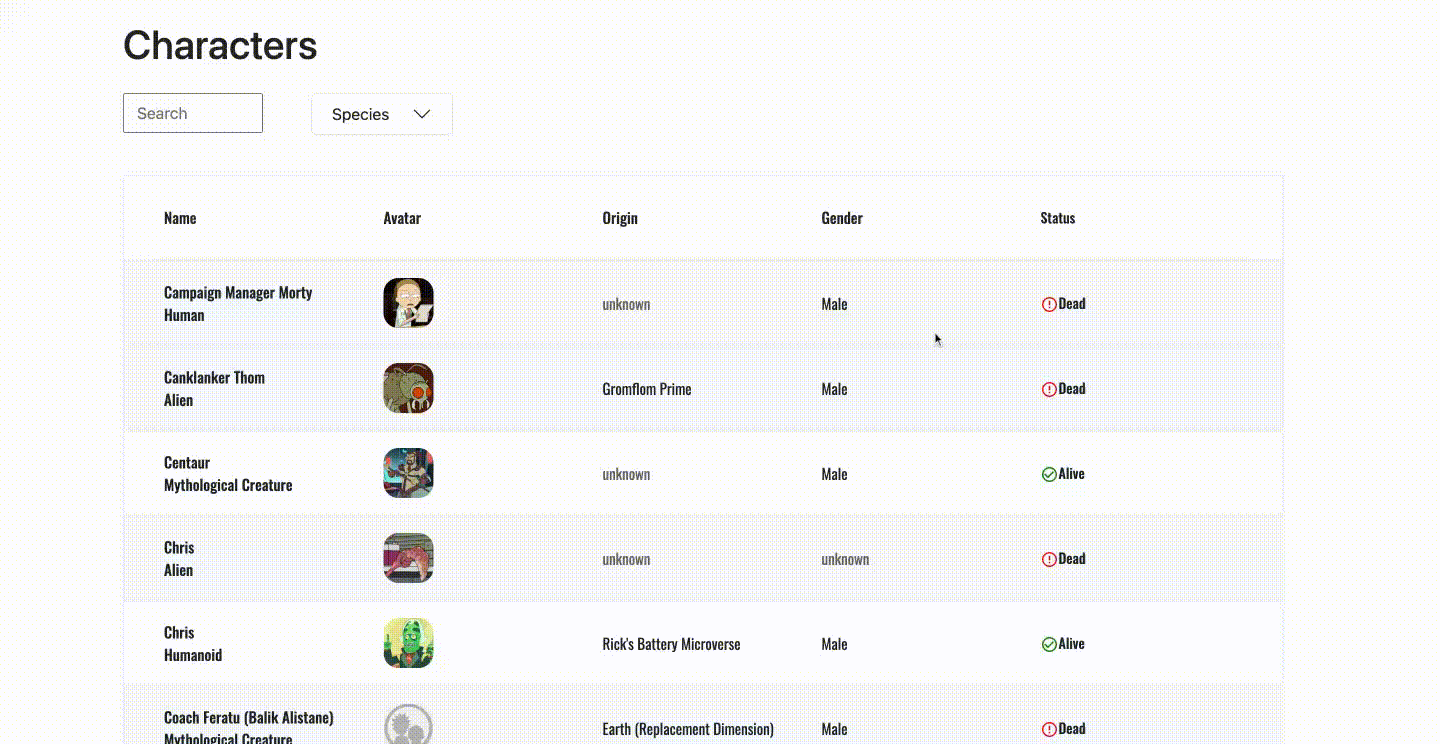 Characters
Search
Species
Name Avatar Origin Gender Status
Campaign Manager Morty
Human
unknown Male Dead
Canklanker Thom
Alien
Gromflom Prime Male Dead
Centaur
Mythological Creature
unknown Male Alive
Chris
Alien
unknown unknown Dead
Chris
Humanoid
Rick's Battery Microverse Male Alive
Coach Feratu (Balik Alistane)
Mythological Creature
Earth (Replacement Dimension) Male Dead